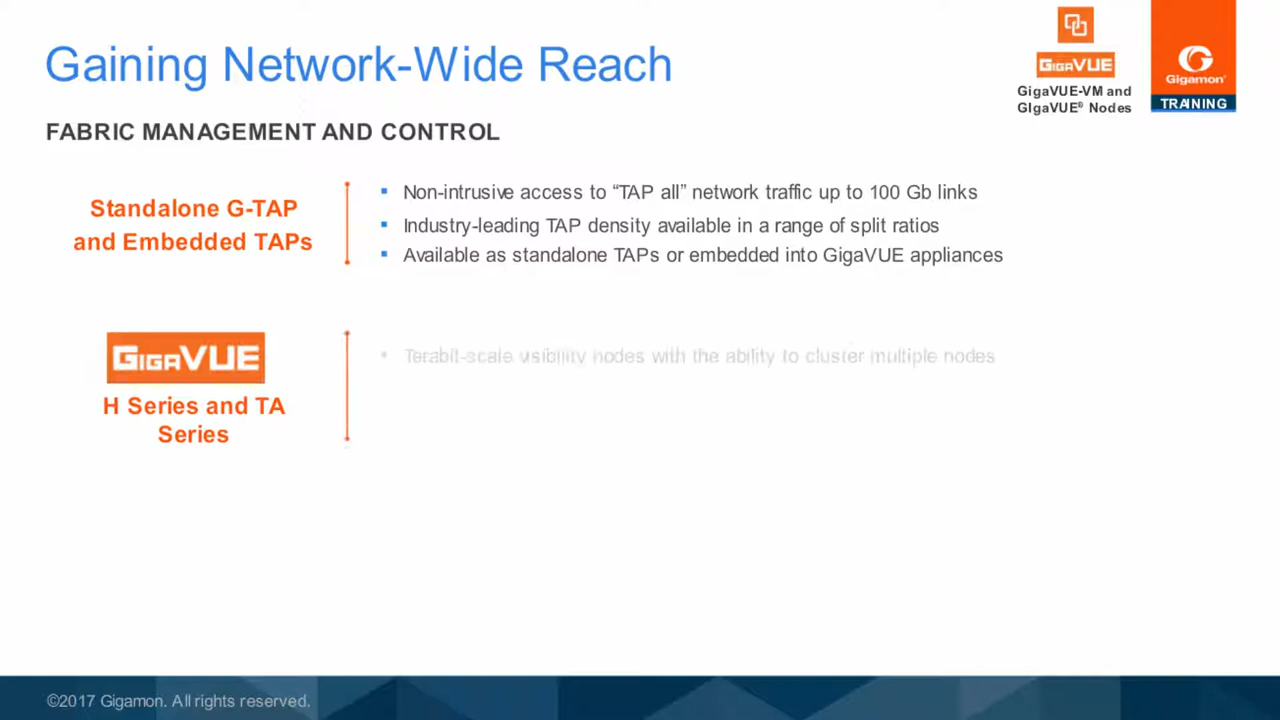 Gaining Network-Wide Reach
FABRIC MANAGEMENT AND CONTROL
GigaVUE
GigaVUE-VM and
GIgaVUE® Nodes
Gigamon®
TRAINING
Standalone G-TAP
and Embedded TAPs
▪ Non-intrusive access to “TAP all” network traffic up to 100 Gb links
▪ Industry-leading TAP density available in a range of split ratios
▪ Available as standalone TAPs or embedded into GigaVUE appliances
GigaVUE
H Series and TA
Series
• Terabit-scale visibility nodes with the ability to cluster multiple nodes
©2017 Gigamon. All rights reserved.